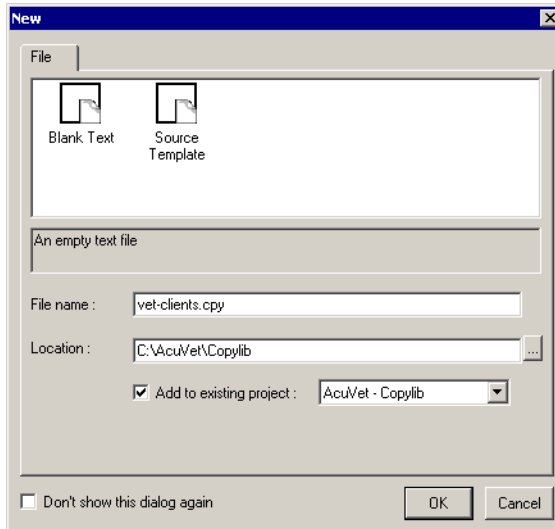 New
File
Blank Text
Source
Template
An empty text file
File name :
vet-clients.cpy
Location :
C:\AcuVet\Copylib
...
Add to existing project :
AcuVet - Copylib
Don't show this dialog again
OK
Cancel